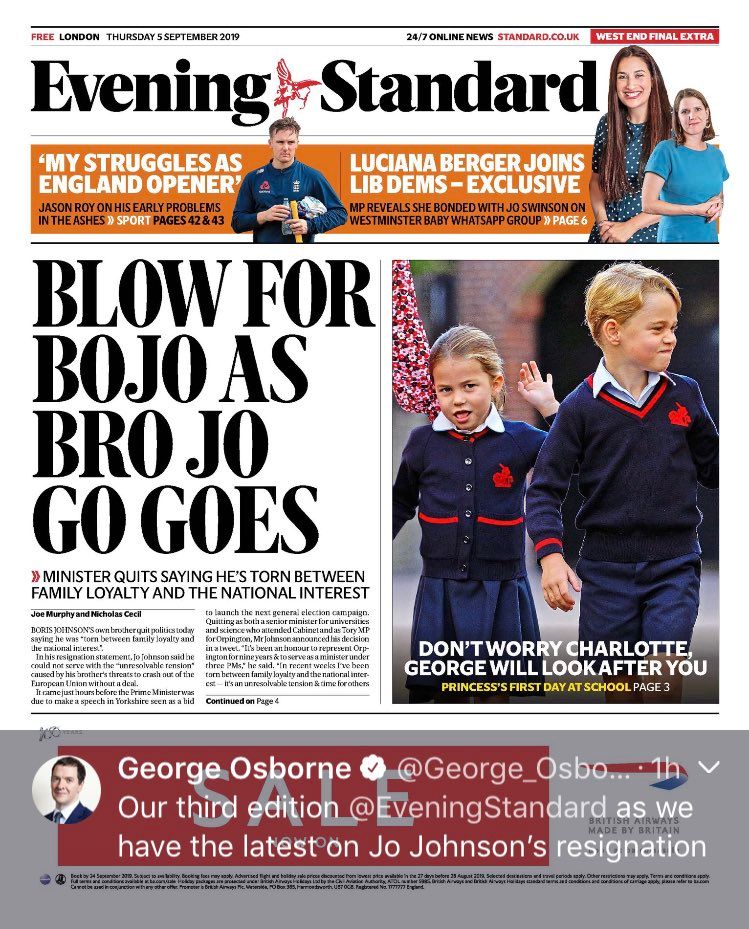 FREE LONDON THURSDAY 5 SEPTEMBER 2019
24/7 ONLINE NEWS STANDARD.CO.UK
WEST END FINAL EXTRA
Evening Standard
‘MY STRUGGLES AS
ENGLAND OPENER’
JASON ROY ON HIS EARLY PROBLEMS
IN THE ASHES » SPORT PAGES 42 & 43
LUCIANA BERGER JOINS
LIB DEMS – EXCLUSIVE
MP REVEALS SHE BONDED WITH JO SWINSON ON
WESTMINSTER BABY WHATSAPP GROUP » PAGE 6
BLOW FOR
BOJO AS
BRO JO
GO GOES
» MINISTER QUITS SAYING HE’S TORN BETWEEN
FAMILY LOYALTY AND THE NATIONAL INTEREST
Joe Murphy and Nicholas Cecil
BORIS JOHNSON’S own brother quit politics today
saying he was “torn between family loyalty and
the national interest”.
In his resignation statement, Jo Johnson said he
could not serve with the “unresolvable tension”
caused by his brother’s threats to crash out of the
European Union without a deal.
It came just hours before the Prime Minister was
due to make a speech in Yorkshire seen as a bid
to launch the next general election campaign.
Quitting as both a senior minister for universities
and science who attended Cabinet and as Tory MP
for Orpington, Mr Johnson announced his decision
in a tweet. “It’s been an honour to represent Orp-
ington for nine years & to serve as a minister under
three PMs,” he said. “In recent weeks I’ve been
torn between family loyalty and the national inter-
est – it’s an unresolvable tension & time for others
Continued on Page 4
DON’T WORRY CHARLOTTE,
GEORGE WILL LOOK AFTER YOU
PRINCESS’S FIRST DAY AT SCHOOL PAGE 3
YEARS
SALE
NOW ON
BRITISH AIRWAYS
MADE BY BRITAIN
George Osborne @George_Osbo... · 1h
Our third edition @EveningStandard as we
have the latest on Jo Johnson’s resignation